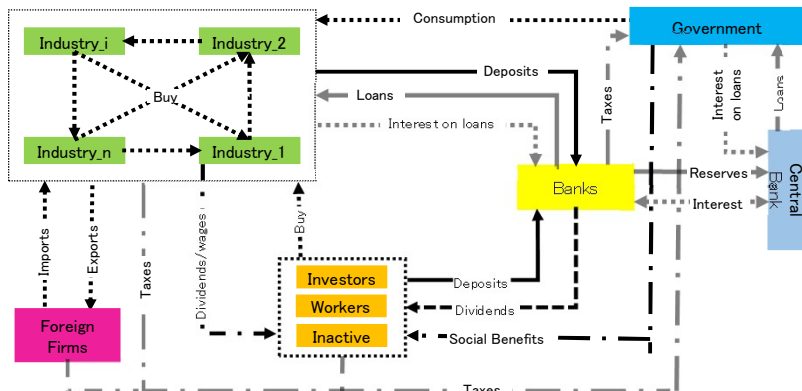 Consumption
Government
Industry_i
Industry_2
Buy
Industry_n
Industry_1
Deposits
Loans
Interest on loans
Taxes
Interest
on loans
Loans
Banks
Reserves
Interest
Central
Bank
Imports
Exports
Taxes
Dividends/wages
Buy
Investors
Workers
Inactive
Deposits
Dividends
Social Benefits
Foreign
Firms
Taxes